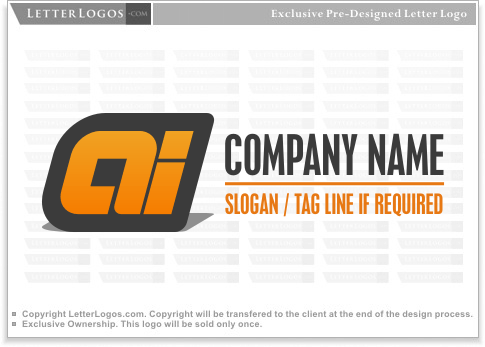 LETTERLOGOS .COM
Exclusive Pre-Designed Letter Logo
ai
COMPANY NAME
SLOGAN / TAG LINE IF REQUIRED
Copyright LetterLogos.com. Copyright will be transfered to the client at the end of the design process.
Exclusive Ownership. This logo will be sold only once.